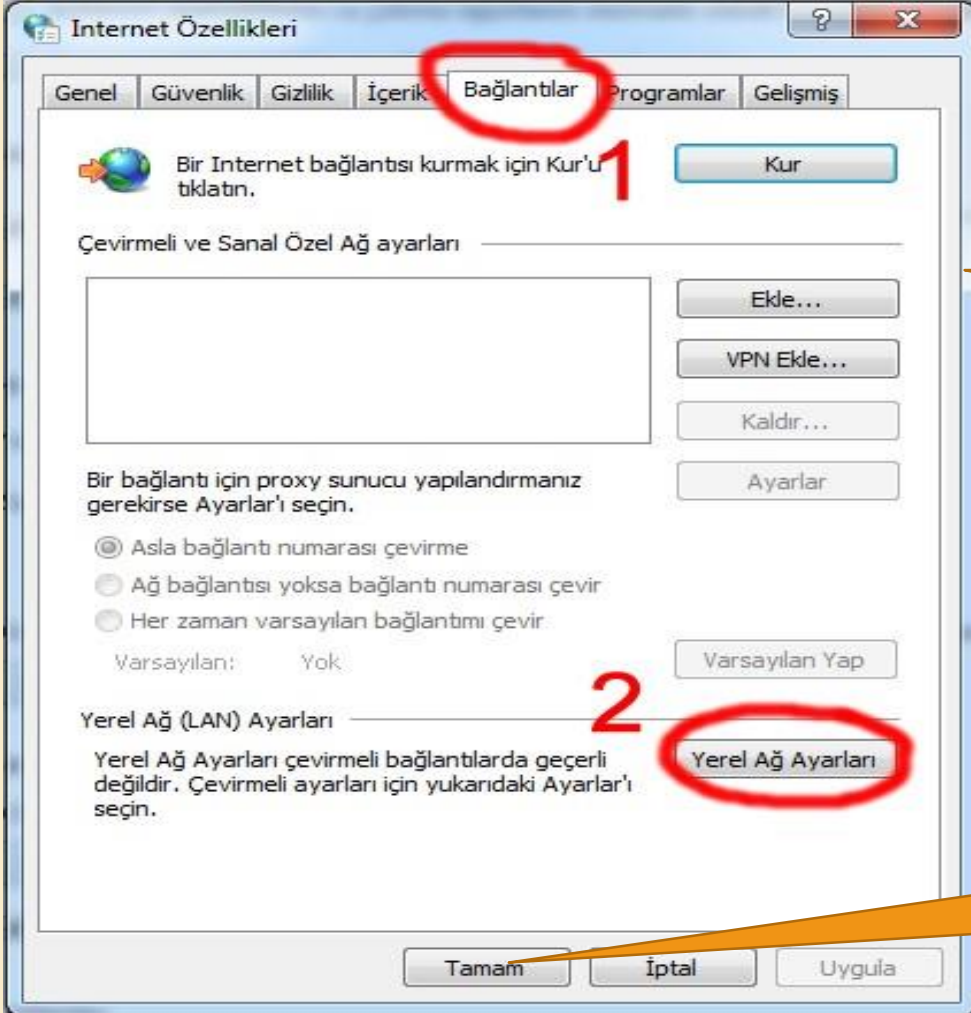 Internet Özellikleri
?
Genel Güvenlik Gizlilik İçerik Bağlantılar Programlar Gelişmiş
1
Bir Internet bağlantısı kurmak için Kur'u
tıklatın.
Kur
Çevirmeli ve Sanal Özel Ağ ayarları
Ekle...
VPN Ekle...
Kaldır...
Bir bağlantı için proxy sunucu yapılandırmanız
gerekirse Ayarlar'ı seçin.
Ayarlar
Asla bağlantı numarası çevirme
Ağ bağlantısı yoksa bağlantı numarası çevir
Her zaman varsayılan bağlantımı çevir
Varsayılan: Yok
Varsayılan Yap
2
Yerel Ağ (LAN) Ayarları
Yerel Ağ Ayarları çevirmeli bağlantılarda geçerli
değildir. Çevirmeli ayarları için yukarıdaki Ayarlar'ı
seçin.
Yerel Ağ Ayarları
Tamam İptal Uygula